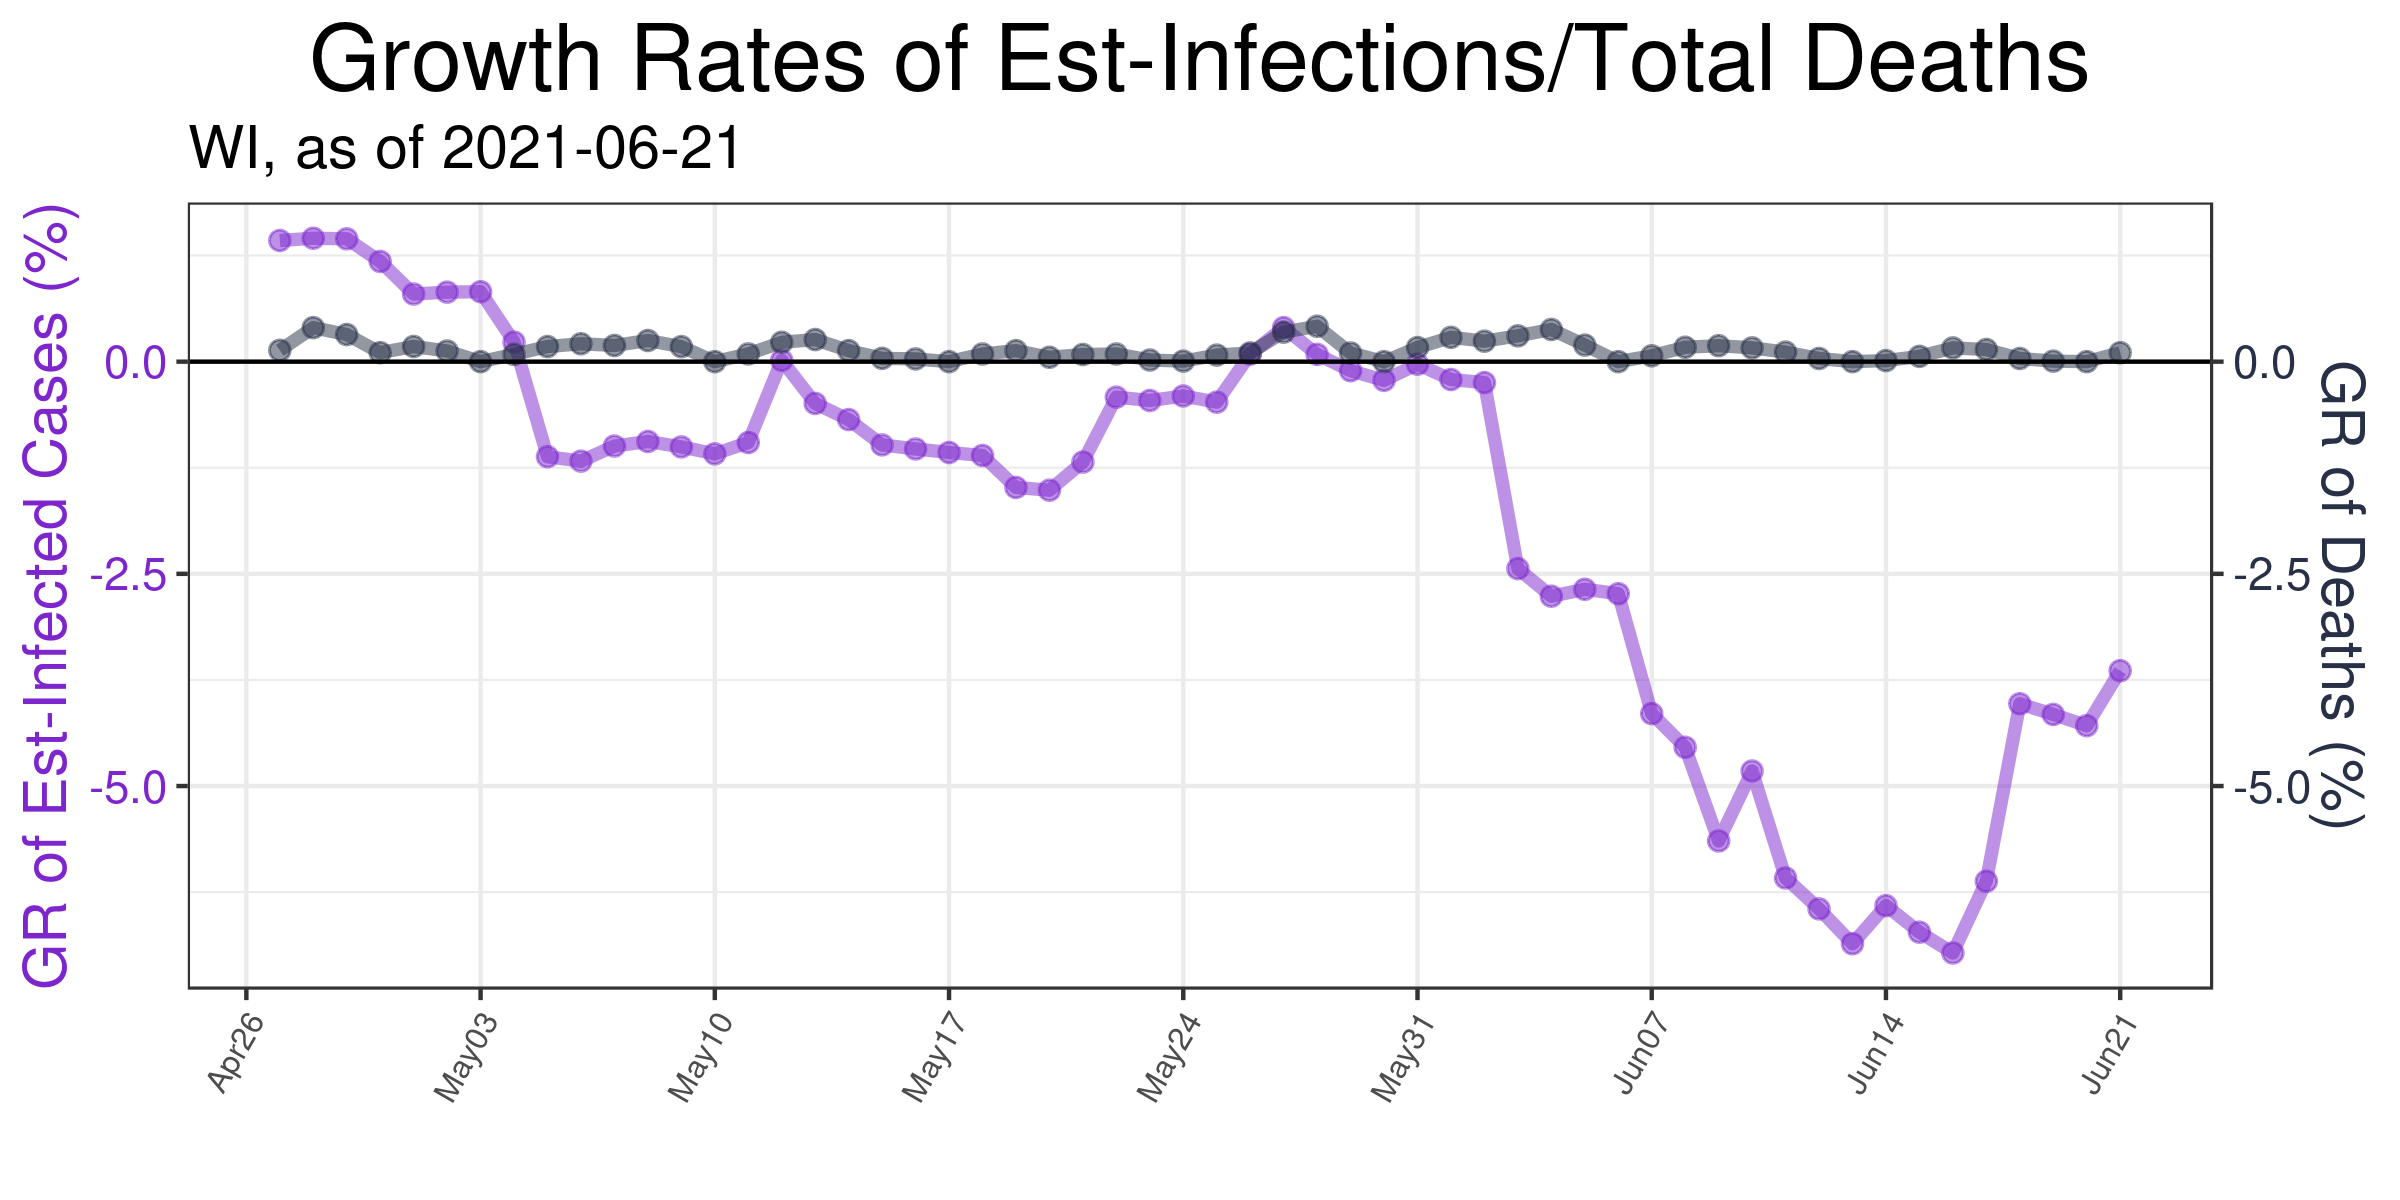 Growth Rates of Est-Infections/Total Deaths
WI, as of 2021-06-21
GR of Est-Infected Cases (%)
0.0
-2.5
-5.0
0.0
-2.5
-5.0
GR of Deaths (%)
Apr26
May03
May10
May17
May24
May31
Jun07
Jun14
Jun21